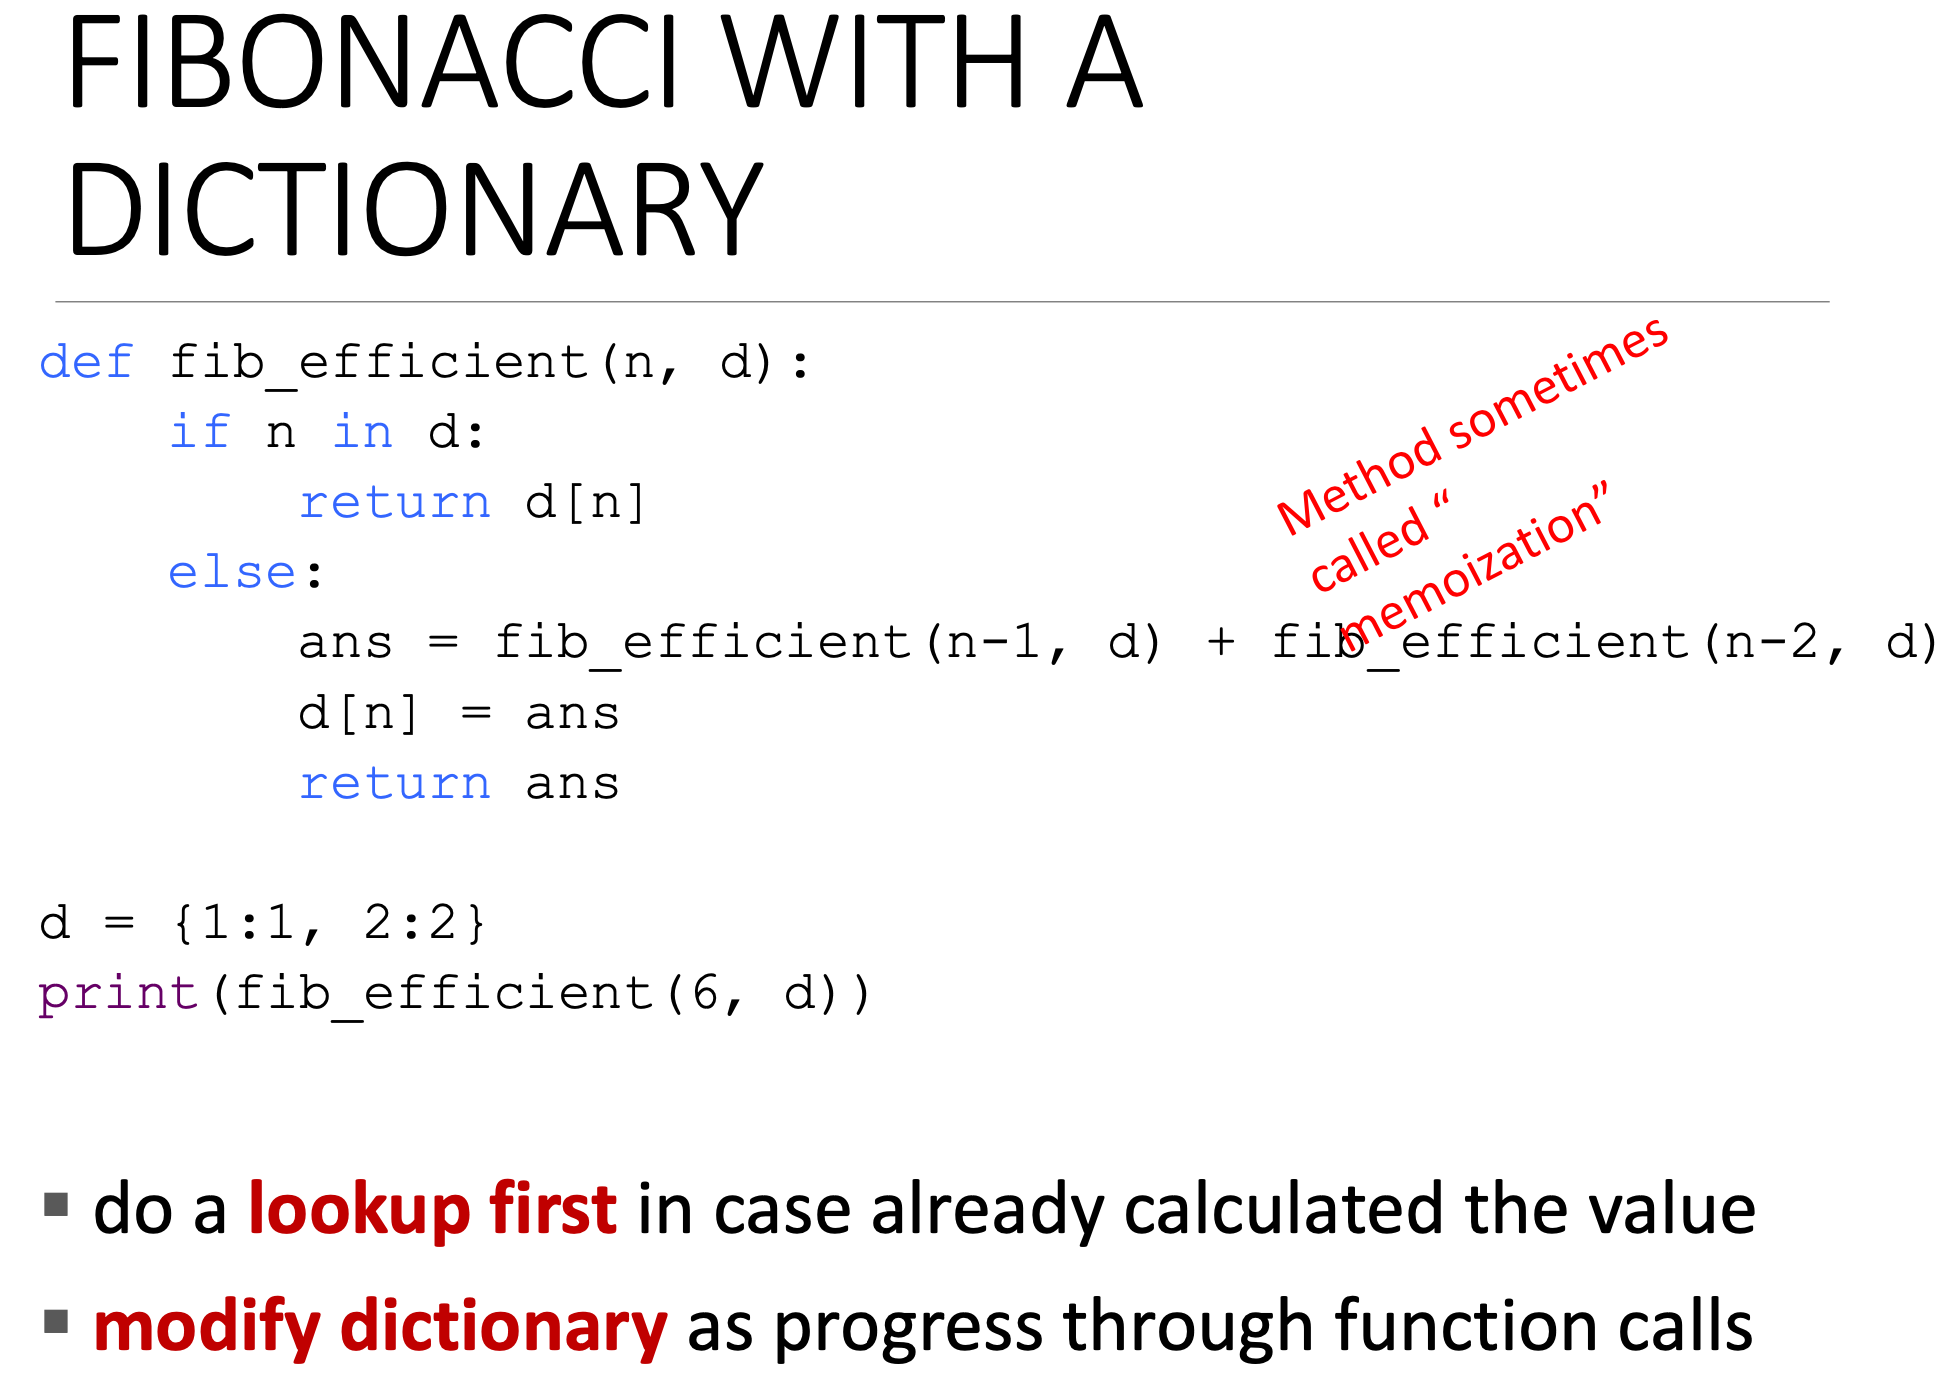 FIBONACCI WITH A
DICTIONARY
def fib_efficient(n, d):
    if n in d:
        return d[n]
    else:
        ans = fib_efficient(n-1, d) + fib_efficient(n-2, d)
        d[n] = ans
        return ans
d = {1:1, 2:2}
print(fib_efficient(6, d))
Method sometimes
called “
memoization”
▪ do a lookup first in case already calculated the value
▪ modify dictionary as progress through function calls